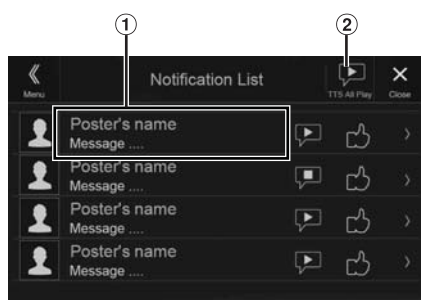 ① ②
Notification List
Menu TTS All Play Close
Poster's name
Message ....
Poster's name
Message ....
Poster's name
Message ....
Poster's name
Message ....